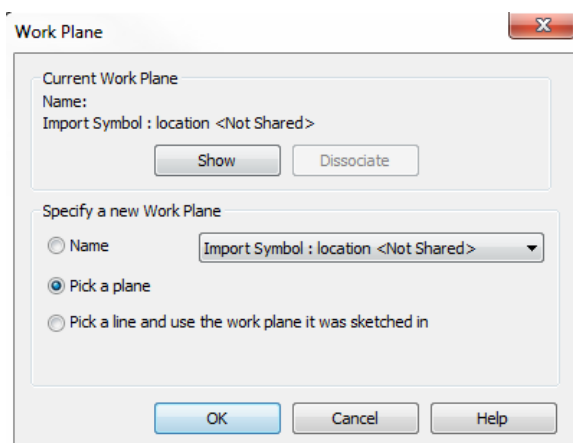 Work Plane
Current Work Plane
Name:
Import Symbol : location <Not Shared>
Show
Dissociate
Specify a new Work Plane
Name
Import Symbol : location <Not Shared>
Pick a plane
Pick a line and use the work plane it was sketched in
OK
Cancel
Help